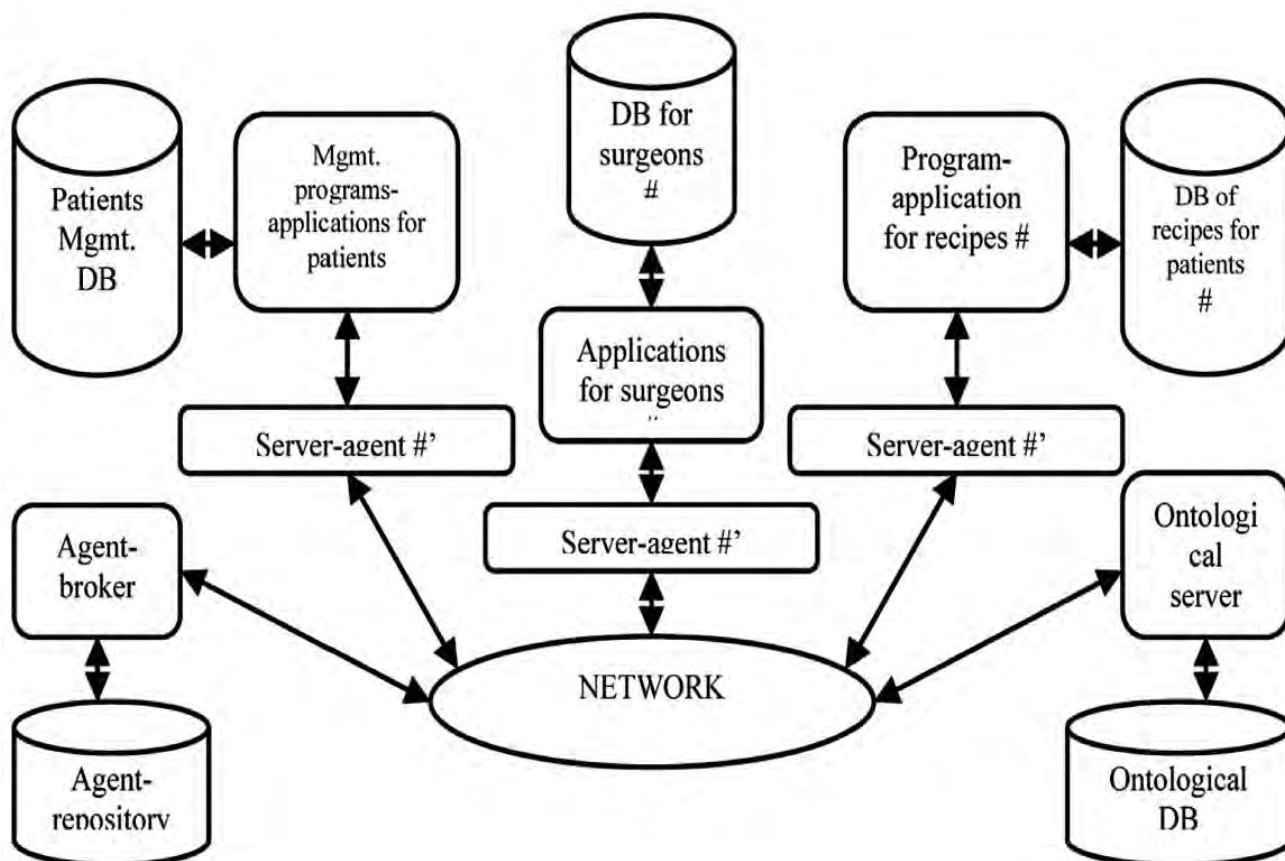 Patients
Mgmt.
DB
Mgmt.
programs-
applications for
patients
DB for
surgeons
#
Program-
application
for recipes #
DB of
recipes for
patients
#
Applications
for surgeons
Server-agent #’
Server-agent #’
Server-agent #’
Agent-
broker
Ontologi
cal
server
NETWORK
Agent-
repository
Ontological
DB